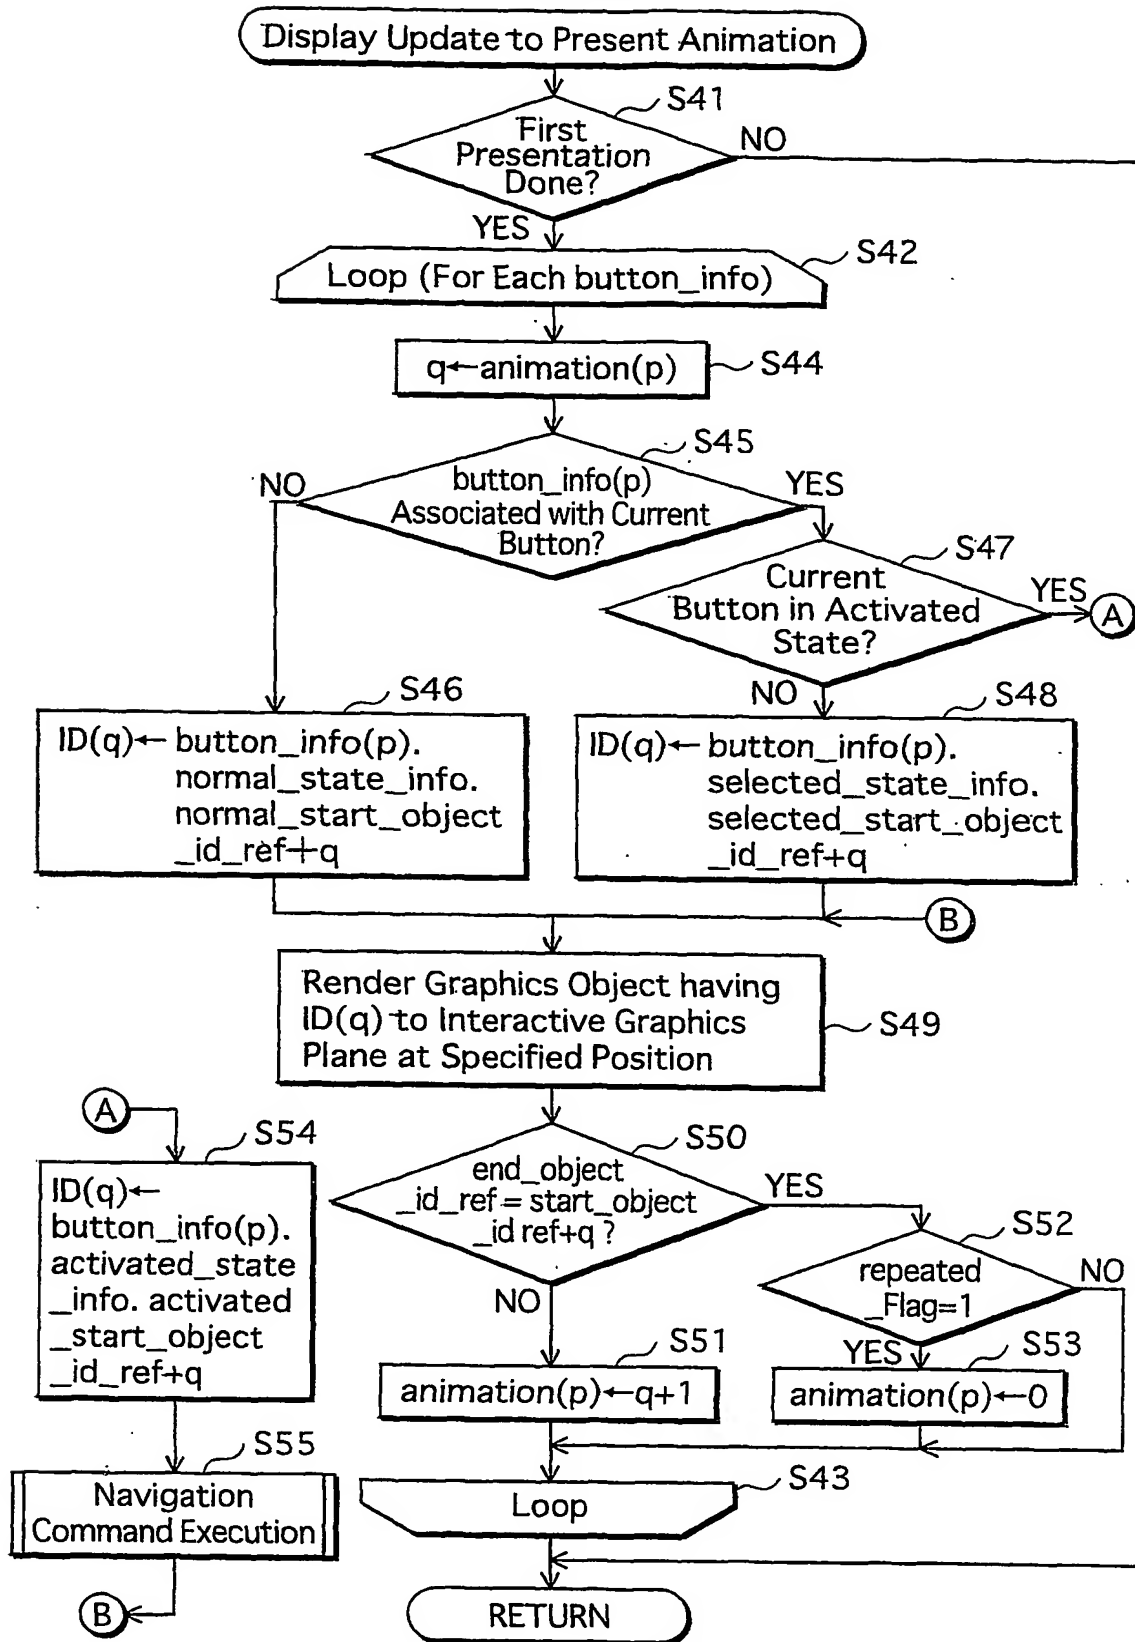 Display Update to Present Animation
S41
First
Presentation
Done?
NO
YES
S42
Loop (For Each button_info)
q←animation(p)
S44
S45
button_info(p)
Associated with Current
Button?
NO
YES
S47
Current
Button in Activated
State?
YES
A
NO
S46
ID(q)← button_info(p).
normal_state_info.
normal_start_object
_id_ref+q
S48
ID(q)← button_info(p).
selected_state_info.
selected_start_object
_id_ref+q
B
Render Graphics Object having
ID(q) to Interactive Graphics
Plane at Specified Position
S49
A
S54
ID(q)←
button_info(p).
activated_state
_info. activated
_start_object
_id_ref+q
S55
Navigation
Command Execution
B
S50
end_object
_id_ref = start_object
_id ref+q ?
YES
NO
S52
repeated
_Flag=1
NO
YES
S51
animation(p)←q+1
S53
animation(p)←0
S43
Loop
RETURN